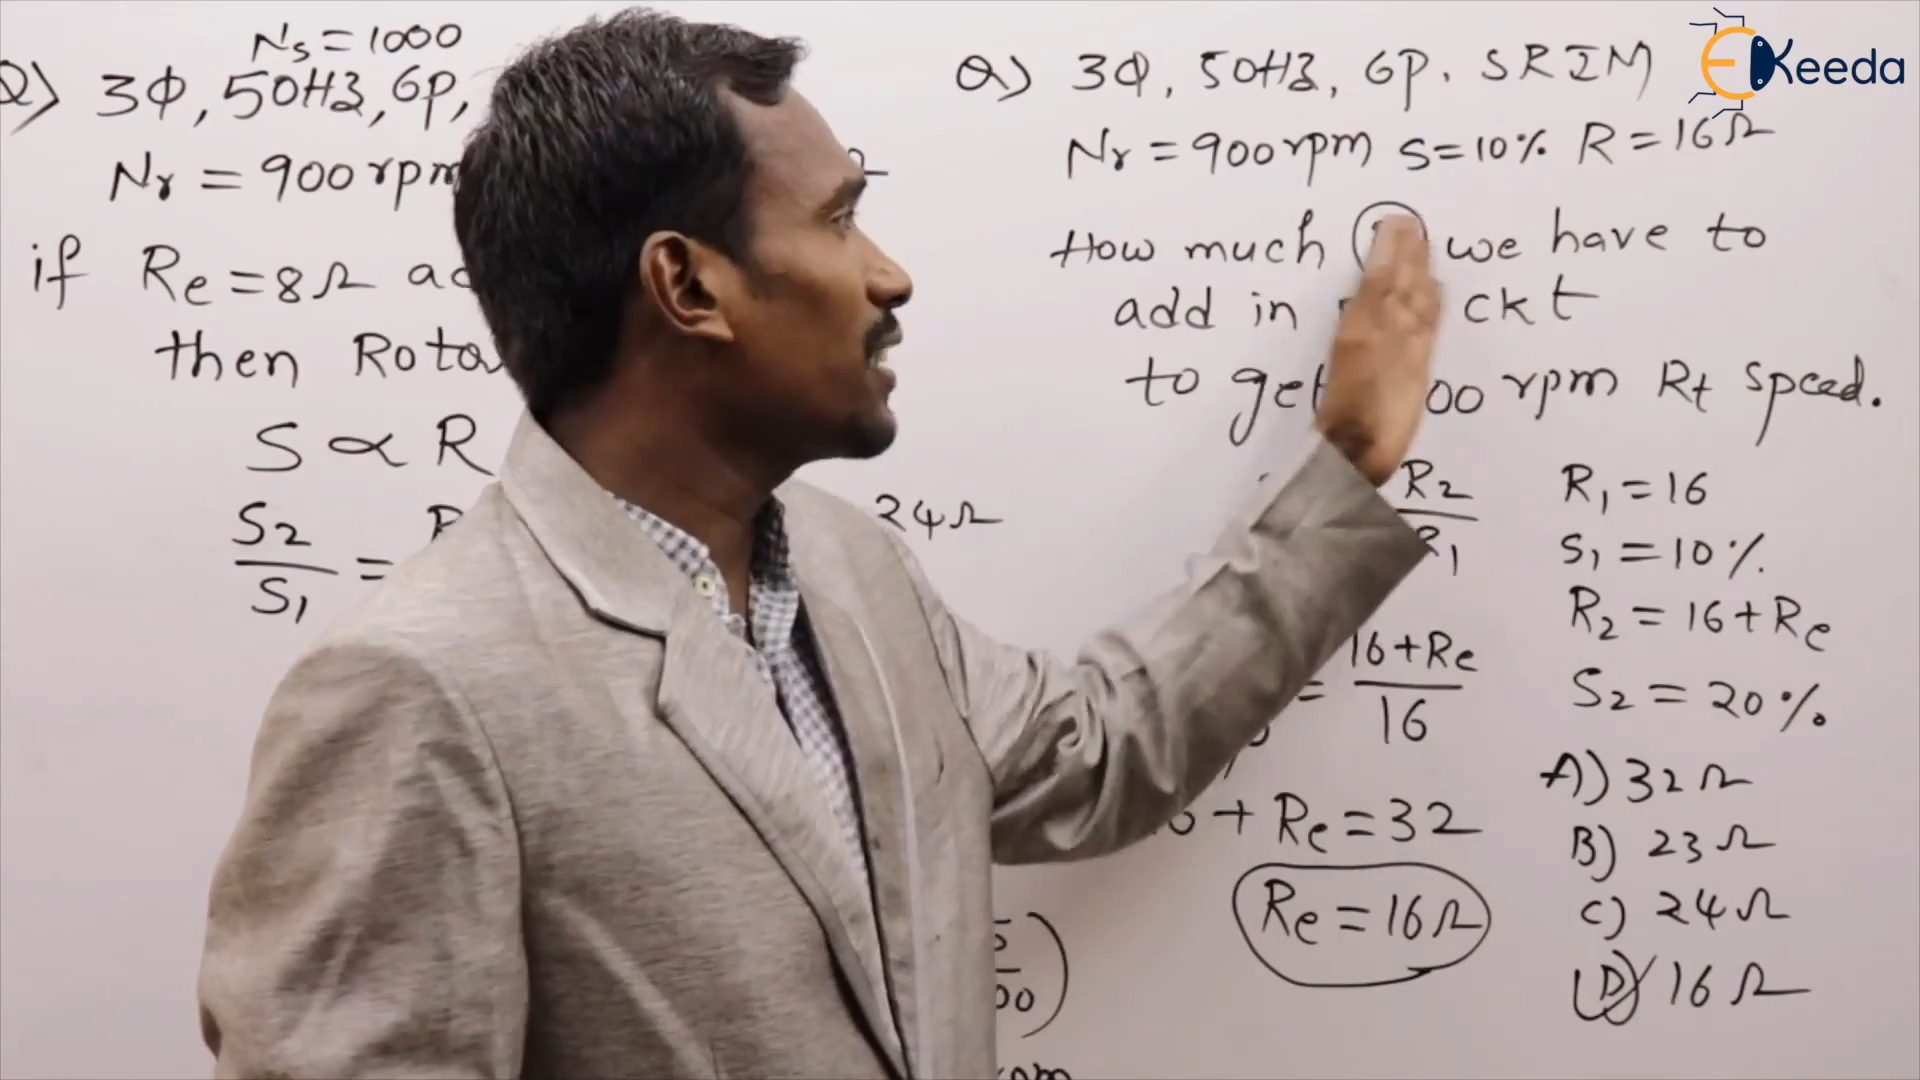 Ns = 1000
Q) 3Φ, 50Hz, 6P,
Nr = 900 rpm
if Re = 8Ω
then
S ∝ R
S2/S1 =
24Ω
Q) 3Φ, 50Hz, 6P. SRIM
Nr = 900 rpm S = 10% R = 16Ω
How much we have to
add in ckt
to get 00 rpm Rt speed.
R2
R1
16+Re/16
+ Re = 32
Re = 16Ω
R1 = 16
S1 = 10%
R2 = 16+Re
S2 = 20%
A) 32Ω
B) 23Ω
C) 24Ω
D) 16Ω
rpm
EKeeda